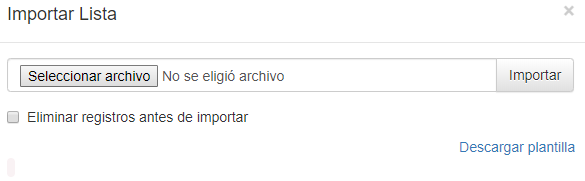 Importar Lista ×
Seleccionar archivo No se eligió archivo Importar
Eliminar registros antes de importar
Descargar plantilla